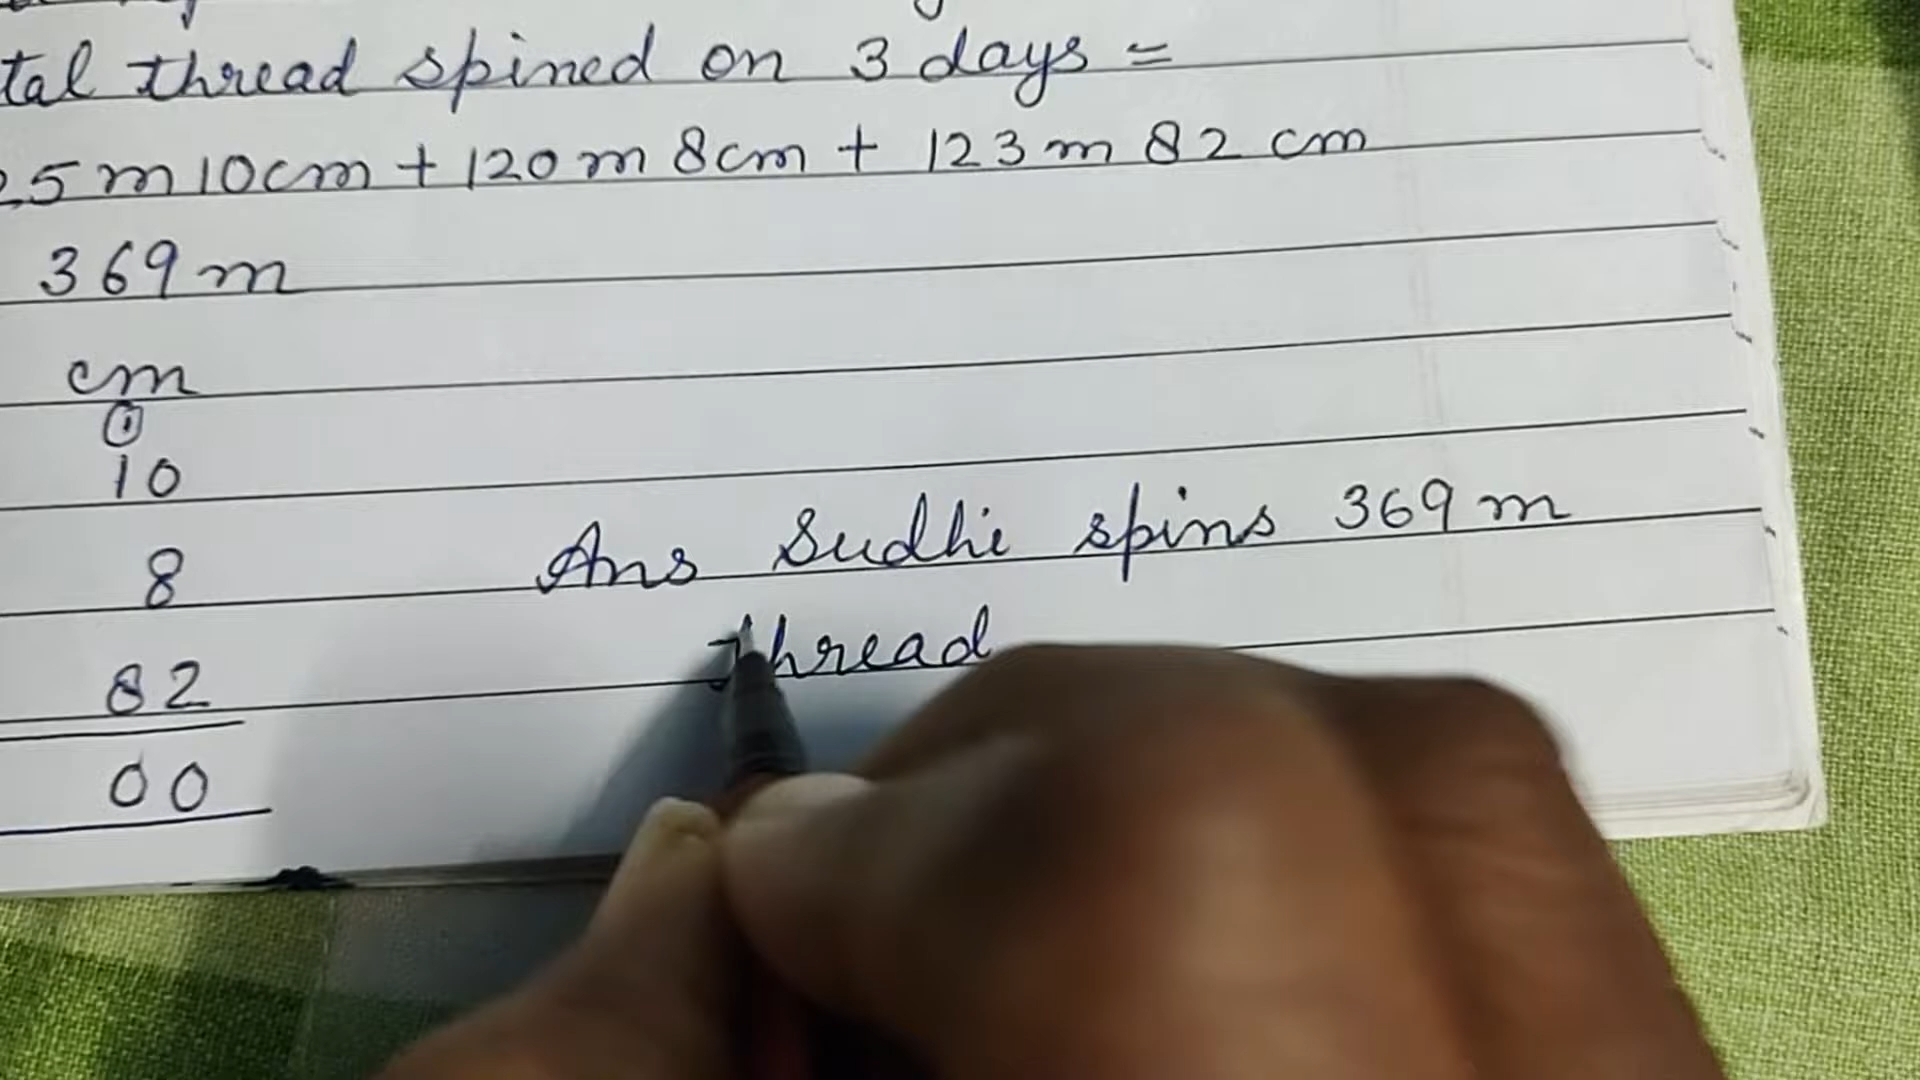 tal thread spined on 3 days =
25 m 10 cm + 120 m 8 cm + 123 m 82 cm
369 m
cm
1
10
8
82
00
Ans Sudhi spins 369 m
thread